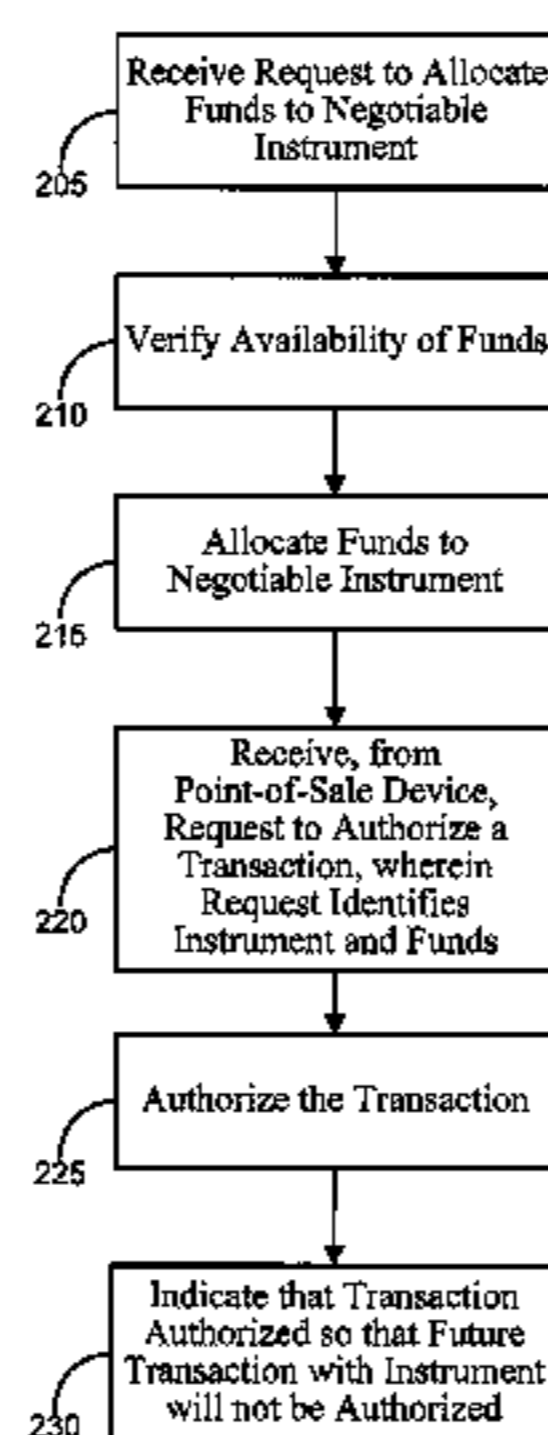 Receive Request to Allocate
Funds to Negotiable
Instrument
205
Verify Availability of Funds
210
Allocate Funds to
Negotiable Instrument
215
Receive, from
Point-of-Sale Device,
Request to Authorize a
Transaction, wherein
Request Identifies
Instrument and Funds
220
Authorize the Transaction
225
Indicate that Transaction
Authorized so that Future
Transaction with Instrument
will not be Authorized
230